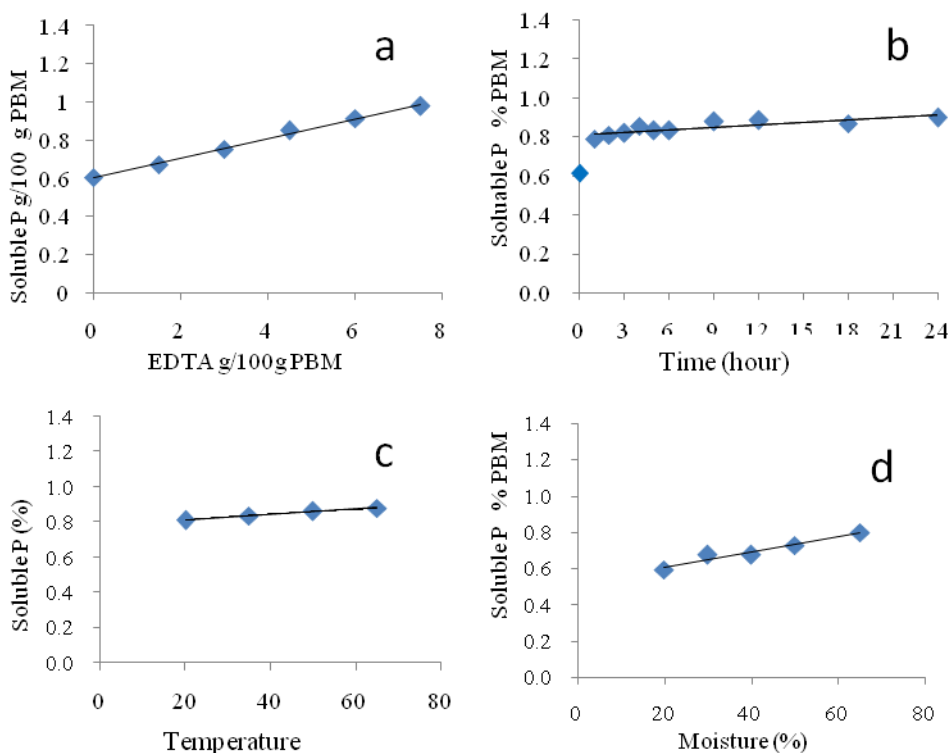 a
Soluble P g/100 g PBM
1.4
1.2
1
0.8
0.6
0.4
0.2
0
0 2 4 6 8
EDTA g/100g PBM
b
Soluable P % PBM
1.4
1.2
1.0
0.8
0.6
0.4
0.2
0.0
0 3 6 9 12 15 18 21 24
Time (hour)
c
Soluble P (%)
1.4
1.2
1.0
0.8
0.6
0.4
0.2
0.0
0 20 40 60 80
Temperature
d
Soluble P % PBM
1.4
1.2
1.0
0.8
0.6
0.4
0.2
0.0
0 20 40 60 80
Moisture (%)